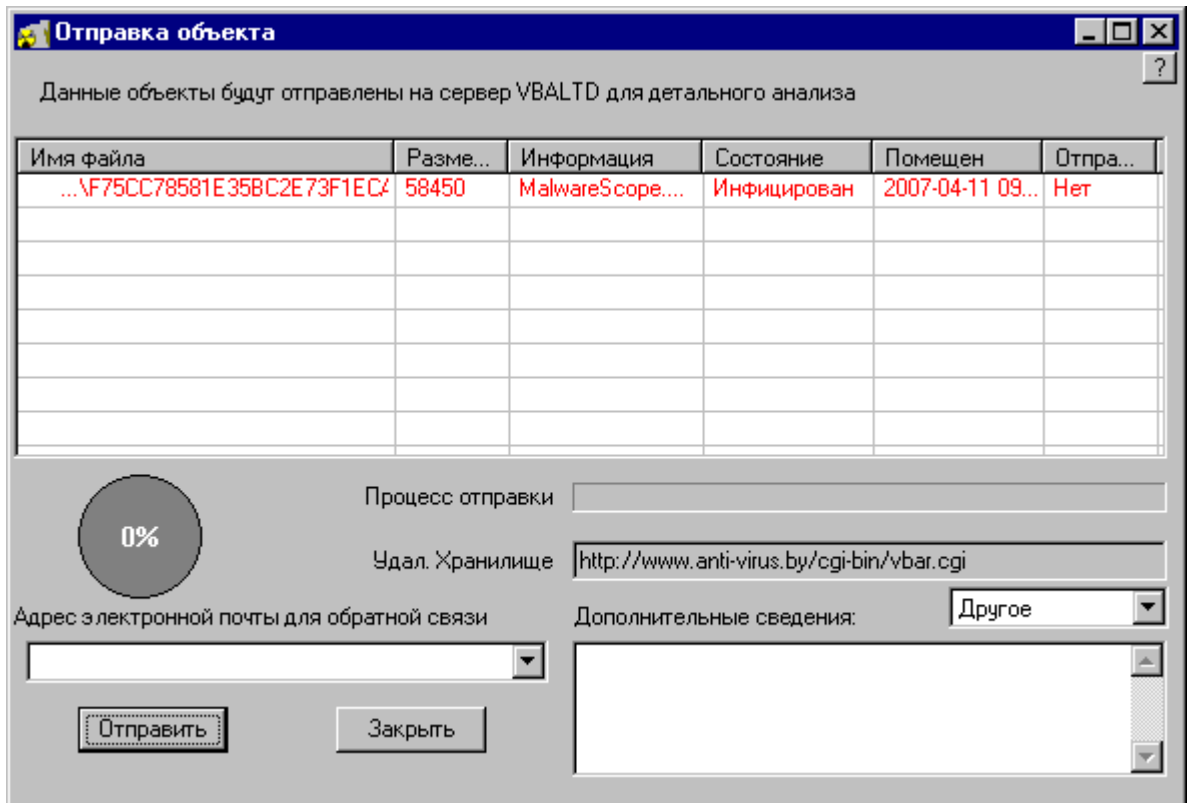 Отправка объекта
?
Данные объекты будут отправлены на сервер VBALTD для детального анализа
Имя файла Разме... Информация Состояние Помещен Отпра...
...\F75CC78581E35BC2E73F1ECA 58450 MalwareScope.... Инфицирован 2007-04-11 09... Нет
Процесс отправки
0%
Удал. Хранилище http://www.anti-virus.by/cgi-bin/vbar.cgi
Адрес электронной почты для обратной связи Дополнительные сведения: Другое
Отправить Закрыть